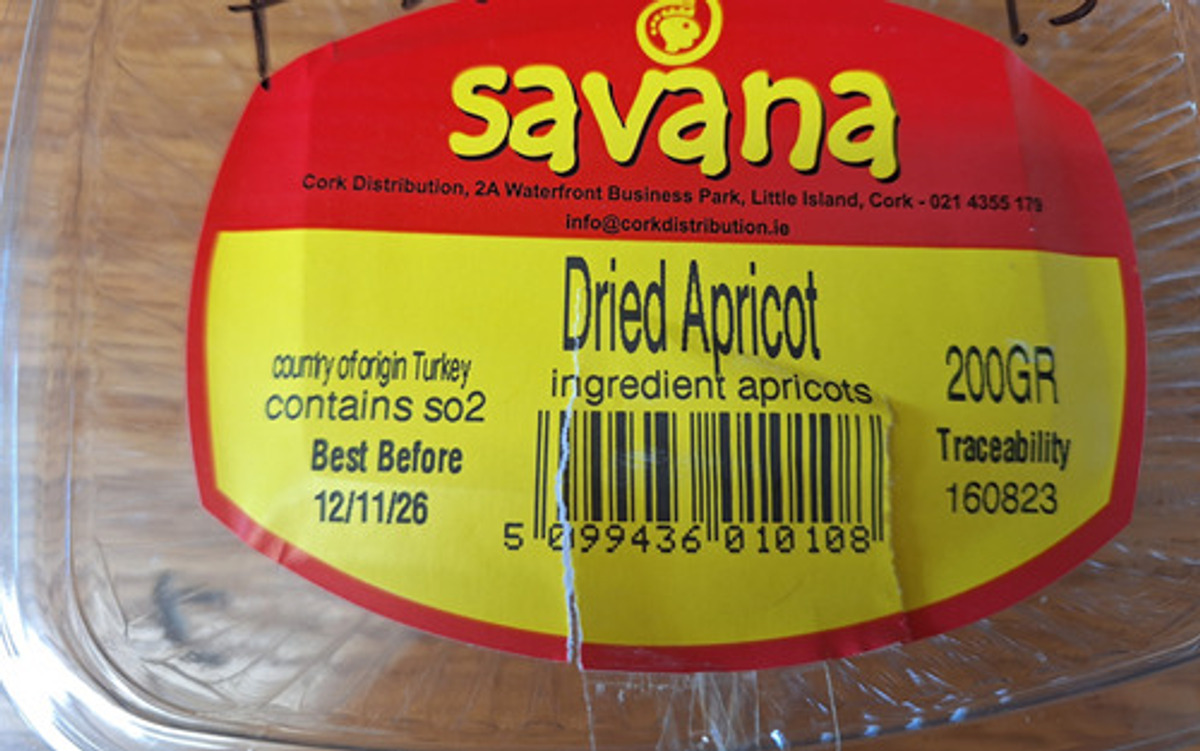 savana
Cork Distribution, 2A Waterfront Business Park, Little Island, Cork - 021 4355 179
info@corkdistribution.ie
Dried Apricot
ingredient apricots
country of origin Turkey
contains so2
Best Before
12/11/26
200GR
Traceability
160823
5 099436 010108